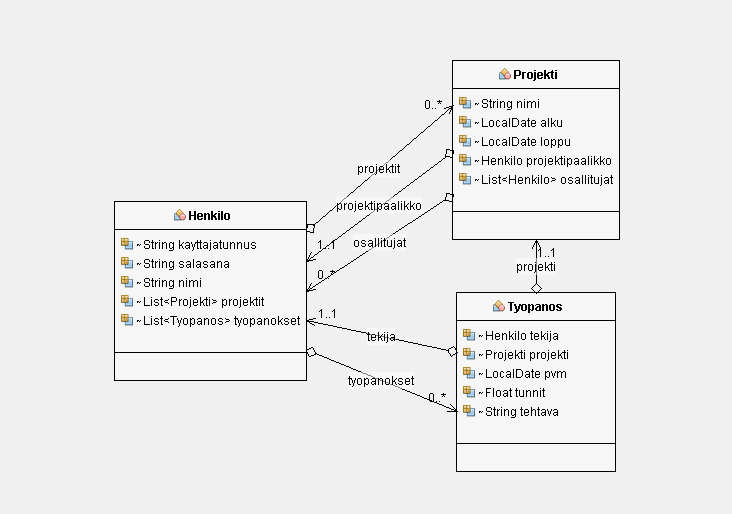 Projekti
~String nimi
~LocalDate alku
~LocalDate loppu
~Henkilo projektipaalikko
~List<Henkilo> osallitujat
0..*
projektit
projektipaalikko
osallitujat
1..1
0..*
Henkilo
~String kayttajatunnus
~String salasana
~String nimi
~List<Projekti> projektit
~List<Tyopanos> tyopanokset
1..1
projekti
1..1
tekija
tyopanokset
0..*
Tyopanos
~Henkilo tekija
~Projekti projekti
~LocalDate pvm
~Float tunnit
~String tehtava